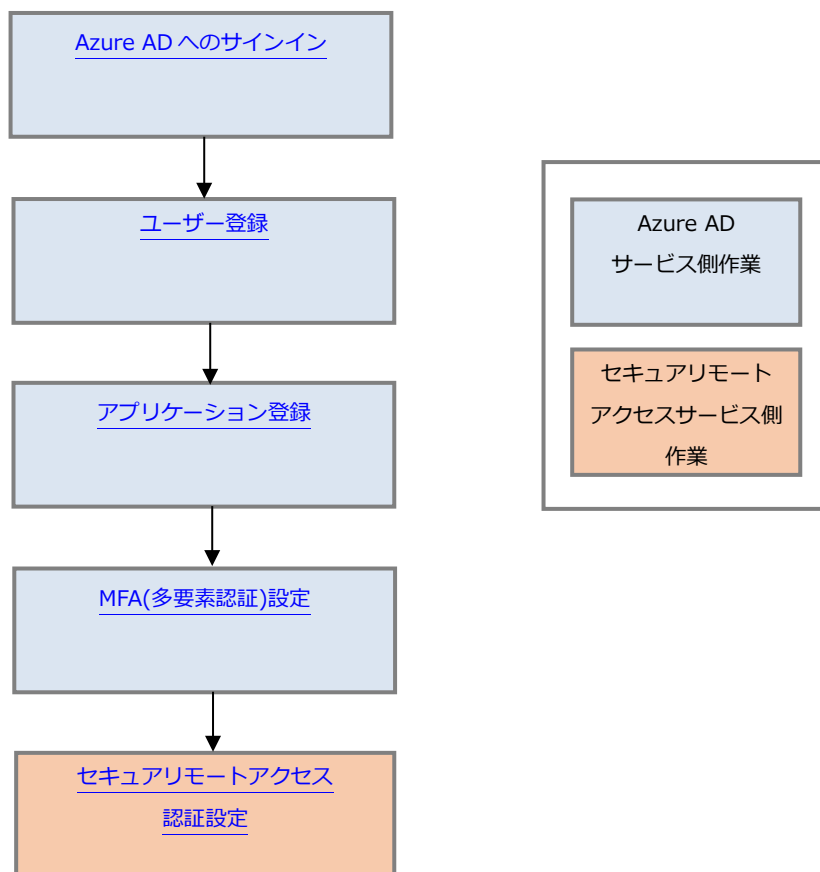 Azure AD へのサインイン
ユーザー登録
アプリケーション登録
MFA(多要素認証)設定
セキュアリモートアクセス
認証設定
Azure AD
サービス側作業
セキュアリモート
アクセスサービス側
作業